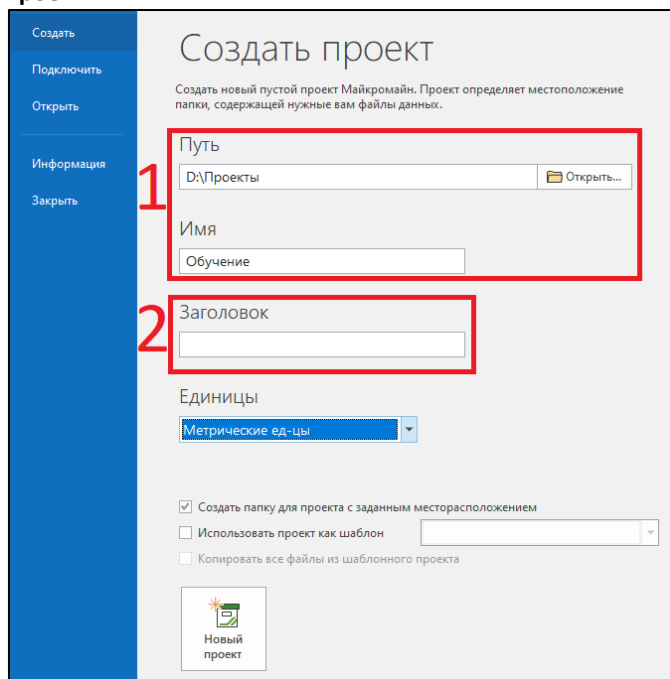 Создать
Подключить
Открыть
Информация
Закрыть
Создать проект
Создать новый пустой проект Майкромайн. Проект определяет местоположение
папки, содержащей нужные вам файлы данных.
1
Путь
D:\Проекты
Открыть...
Имя
Обучение
2
Заголовок
Единицы
Метрические ед-цы
Создать папку для проекта с заданным месторасположением
Использовать проект как шаблон
Копировать все файлы из шаблонного проекта
Новый
проект